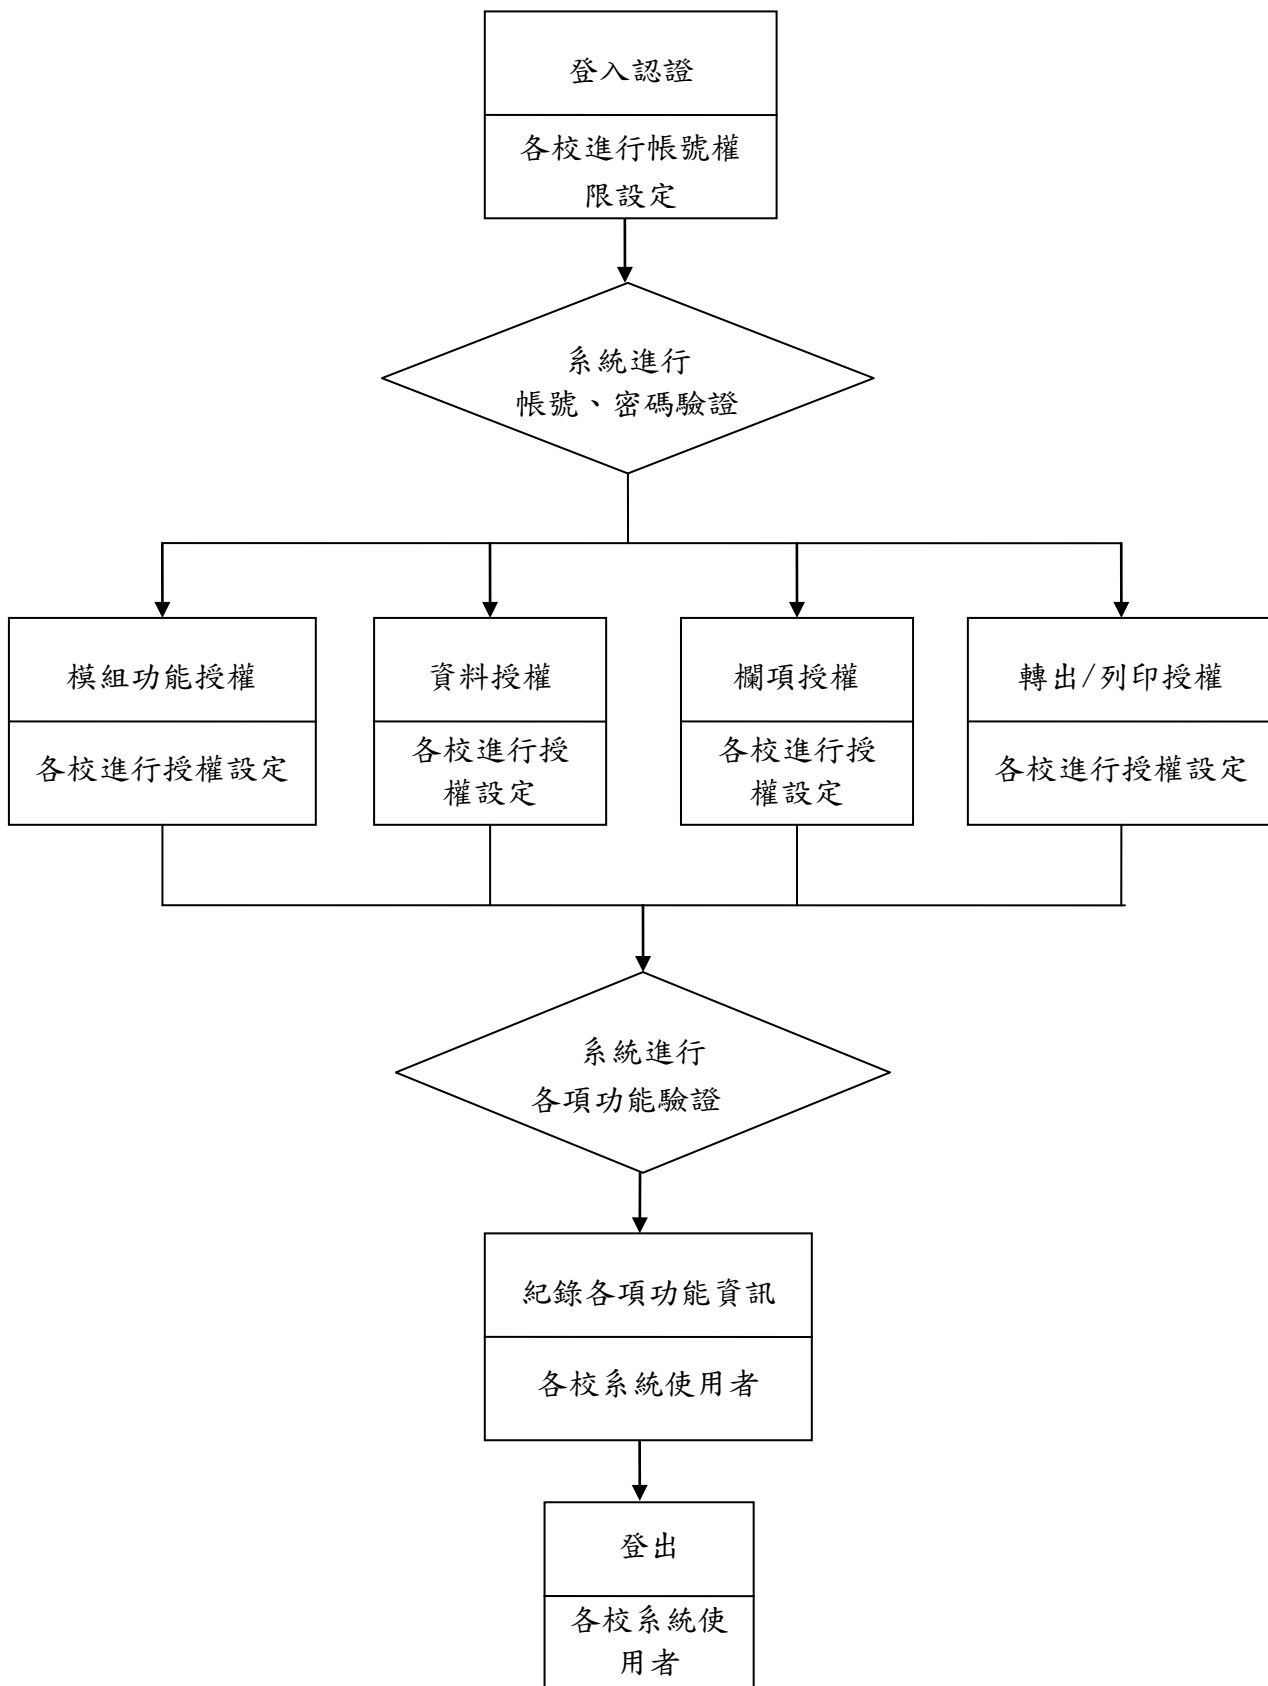 登入認證
各校進行帳號權
限設定
系統進行
帳號、密碼驗證
模組功能授權
各校進行授權設定
資料授權
各校進行授
權設定
欄項授權
各校進行授
權設定
轉出/列印授權
各校進行授權設定
系統進行
各項功能驗證
紀錄各項功能資訊
各校系統使用者
登出
各校系統使
用者